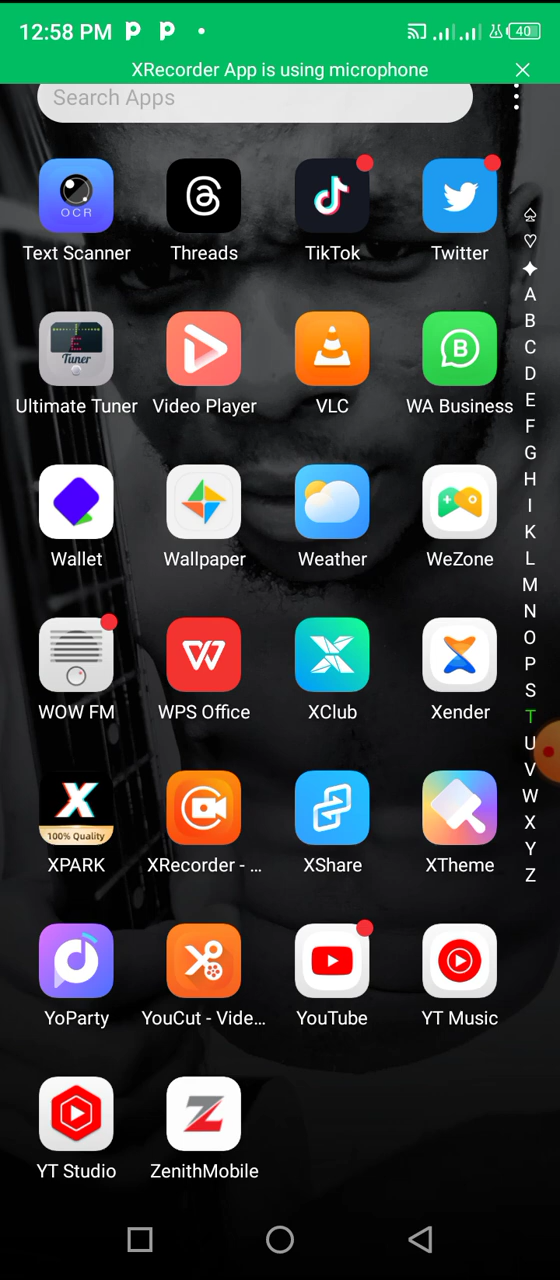 12:58 PM
40
XRecorder App is using microphone
Search Apps
OCR
Text Scanner Threads TikTok Twitter
E
Tuner
B
Ultimate Tuner Video Player VLC WA Business
Wallet Wallpaper Weather WeZone
WOW FM WPS Office XClub Xender
X
100% Quality
XPARK XRecorder - ... XShare XTheme
YoParty YouCut - Vide... YouTube YT Music
Z
YT Studio ZenithMobile
A
B
C
D
E
F
G
H
I
K
L
M
N
O
P
S
T
U
V
W
X
Y
Z